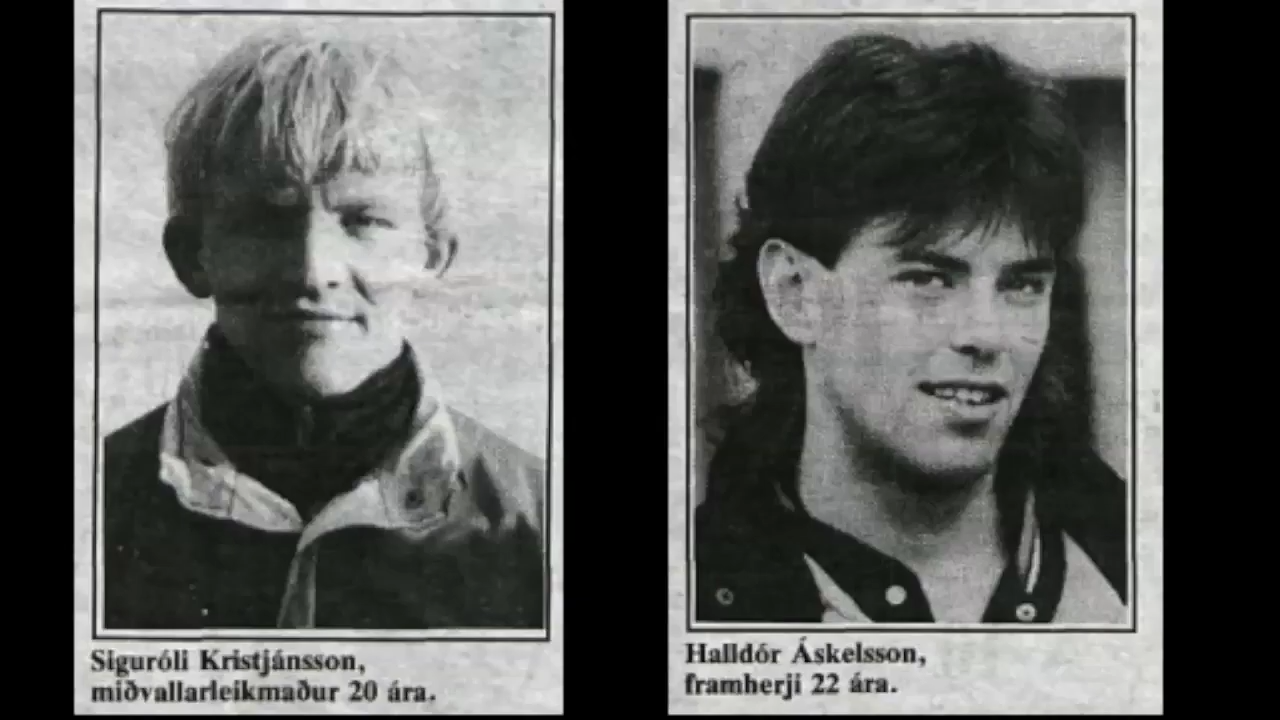 Siguróli Kristjánsson,
miðvallarleikmaður 20 ára.
Halldór Áskelsson,
framherji 22 ára.